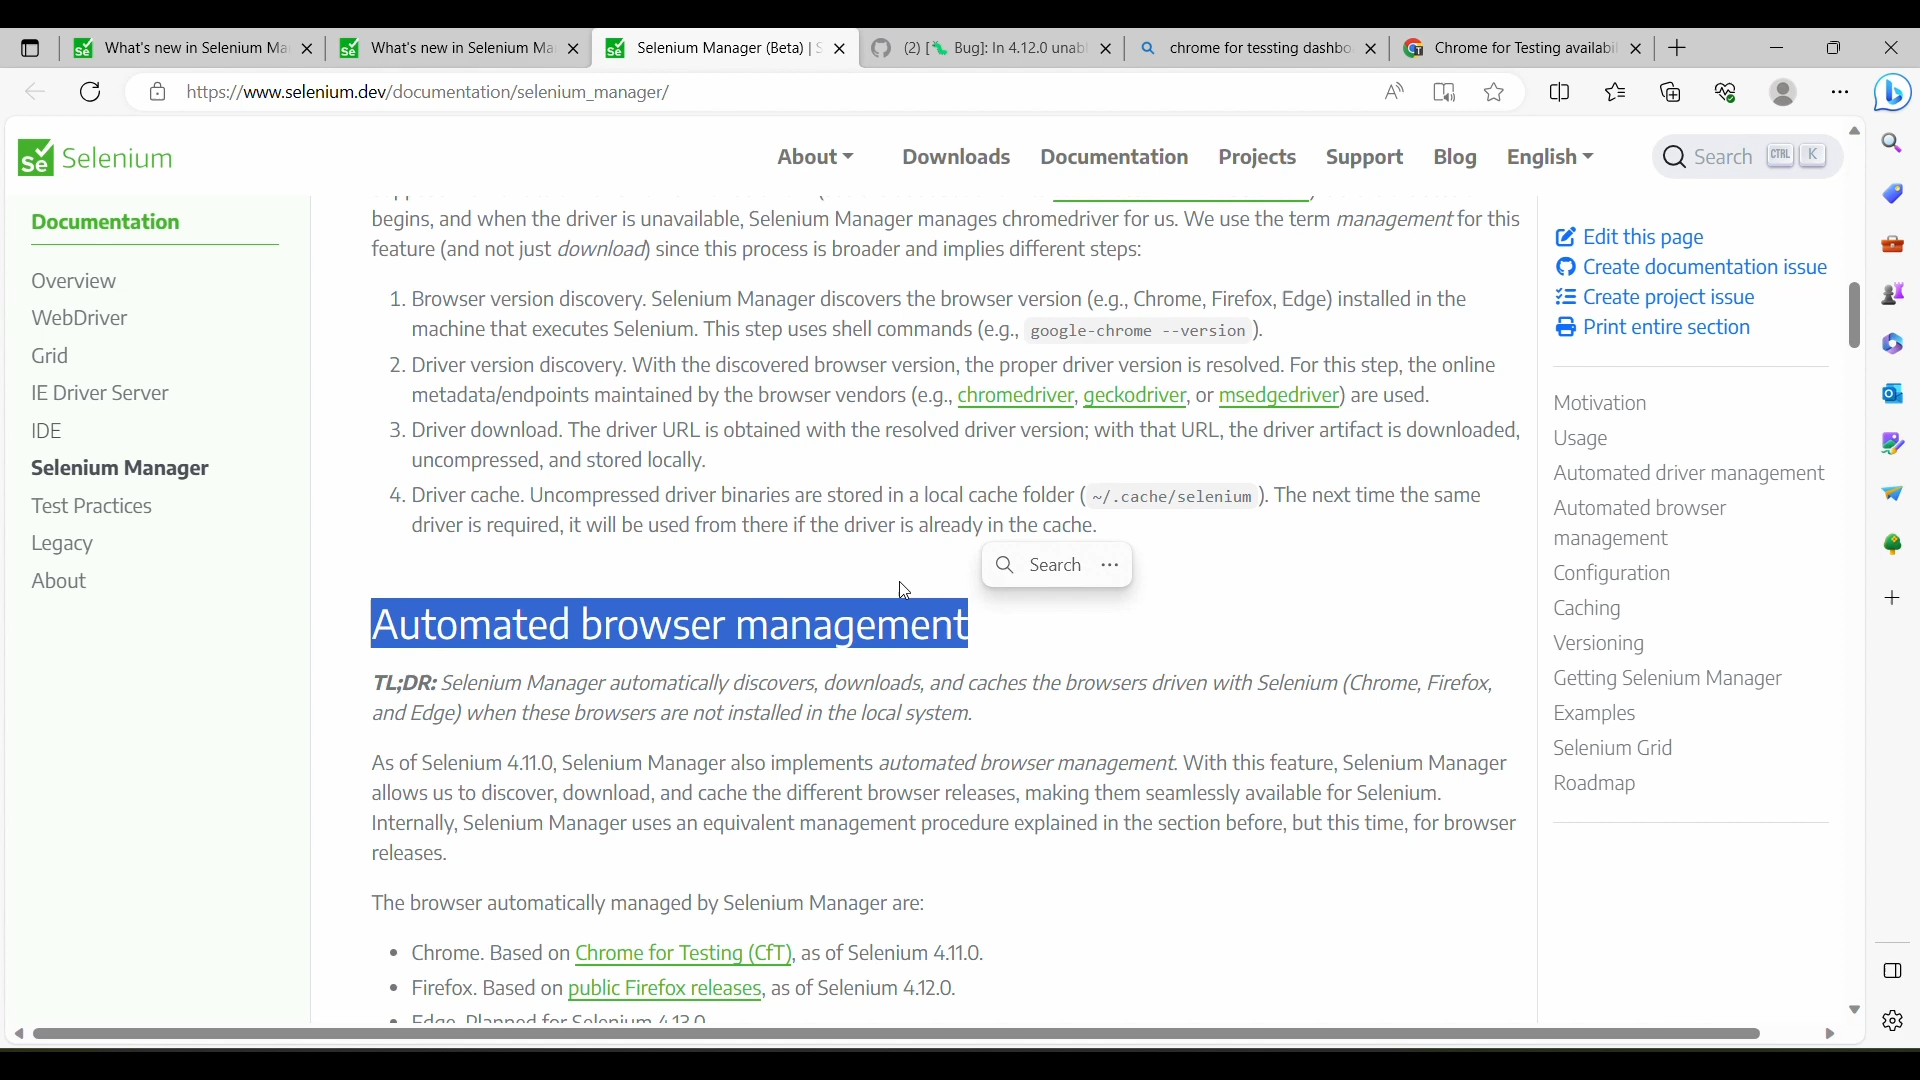 What's new in Selenium Ma
What's new in Selenium Ma
Selenium Manager (Beta) | S
(2) [🦎 Bug]: In 4.12.0 unabl
chrome for tessting dashbo
Chrome for Testing availabil
https://www.selenium.dev/documentation/selenium_manager/
Se Selenium
About
Downloads
Documentation
Projects
Support
Blog
English
Search CTRL K
Documentation
Overview
WebDriver
Grid
IE Driver Server
IDE
Selenium Manager
Test Practices
Legacy
About
begins, and when the driver is unavailable, Selenium Manager manages chromedriver for us. We use the term management for this
feature (and not just download) since this process is broader and implies different steps:
1. Browser version discovery. Selenium Manager discovers the browser version (e.g., Chrome, Firefox, Edge) installed in the
machine that executes Selenium. This step uses shell commands (e.g., google-chrome --version ).
2. Driver version discovery. With the discovered browser version, the proper driver version is resolved. For this step, the online
metadata/endpoints maintained by the browser vendors (e.g., chromedriver, geckodriver, or msedgedriver) are used.
3. Driver download. The driver URL is obtained with the resolved driver version; with that URL, the driver artifact is downloaded,
uncompressed, and stored locally.
4. Driver cache. Uncompressed driver binaries are stored in a local cache folder ( ~/.cache/selenium ). The next time the same
driver is required, it will be used from there if the driver is already in the cache.
Search ...
Automated browser management
TL;DR: Selenium Manager automatically discovers, downloads, and caches the browsers driven with Selenium (Chrome, Firefox,
and Edge) when these browsers are not installed in the local system.
As of Selenium 4.11.0, Selenium Manager also implements automated browser management. With this feature, Selenium Manager
allows us to discover, download, and cache the different browser releases, making them seamlessly available for Selenium.
Internally, Selenium Manager uses an equivalent management procedure explained in the section before, but this time, for browser
releases.
The browser automatically managed by Selenium Manager are:
• Chrome. Based on Chrome for Testing (CfT), as of Selenium 4.11.0.
• Firefox. Based on public Firefox releases, as of Selenium 4.12.0.
• Edge. Planned for Selenium 4.13.0
Edit this page
Create documentation issue
Create project issue
Print entire section
Motivation
Usage
Automated driver management
Automated browser
management
Configuration
Caching
Versioning
Getting Selenium Manager
Examples
Selenium Grid
Roadmap